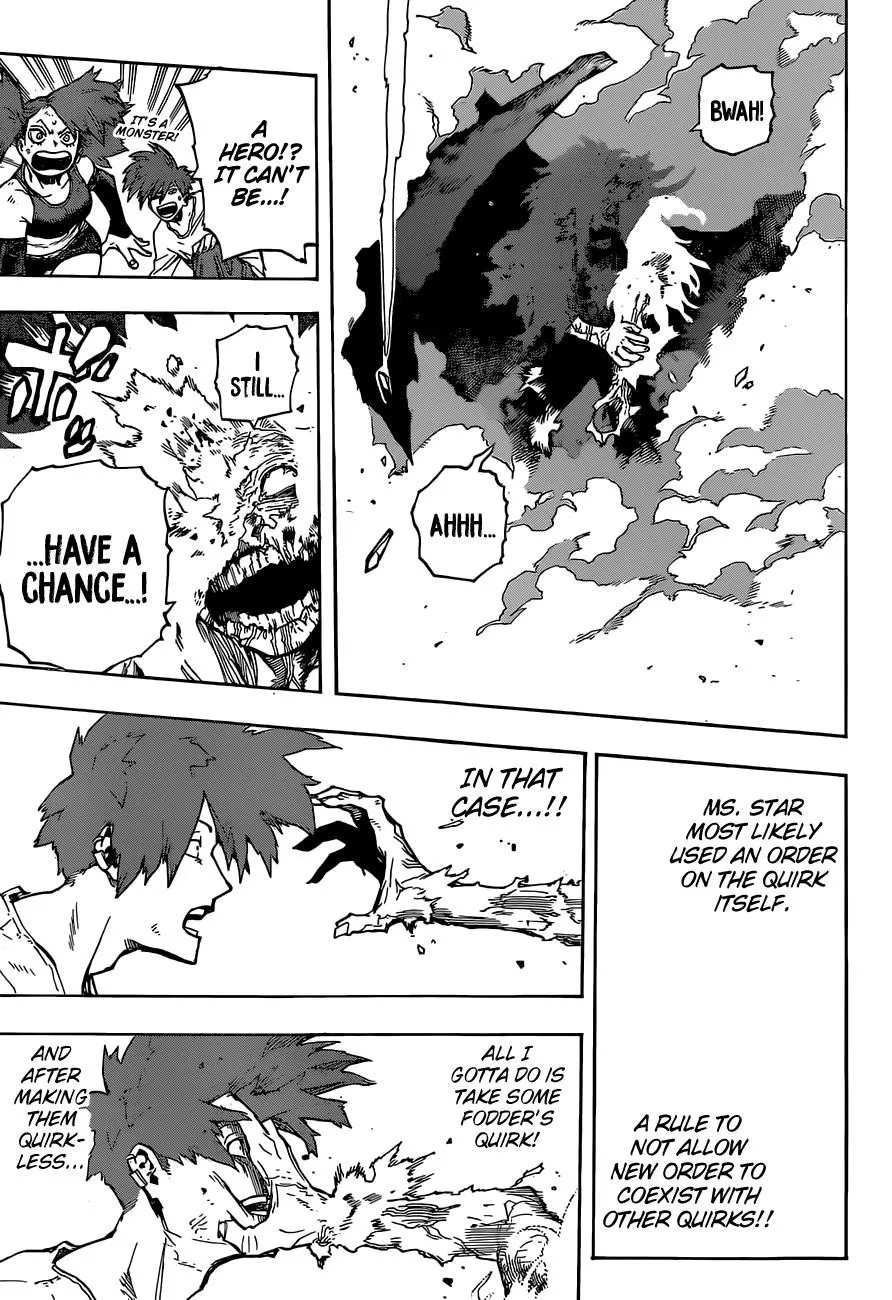 BWAH!
AHHH...
A
HERO!?
IT CAN'T
BE...!
IT'S A
MONSTER!
I
STILL...
...HAVE A
CHANCE...!
MS. STAR
MOST LIKELY
USED AN ORDER
ON THE QUIRK
ITSELF.
A RULE TO
NOT ALLOW
NEW ORDER TO
COEXIST WITH
OTHER QUIRKS!!
IN THAT
CASE...!!
ALL I
GOTTA DO IS
TAKE SOME
FODDER'S
QUIRK!
AND
AFTER
MAKING
THEM
QUIRK-
LESS...